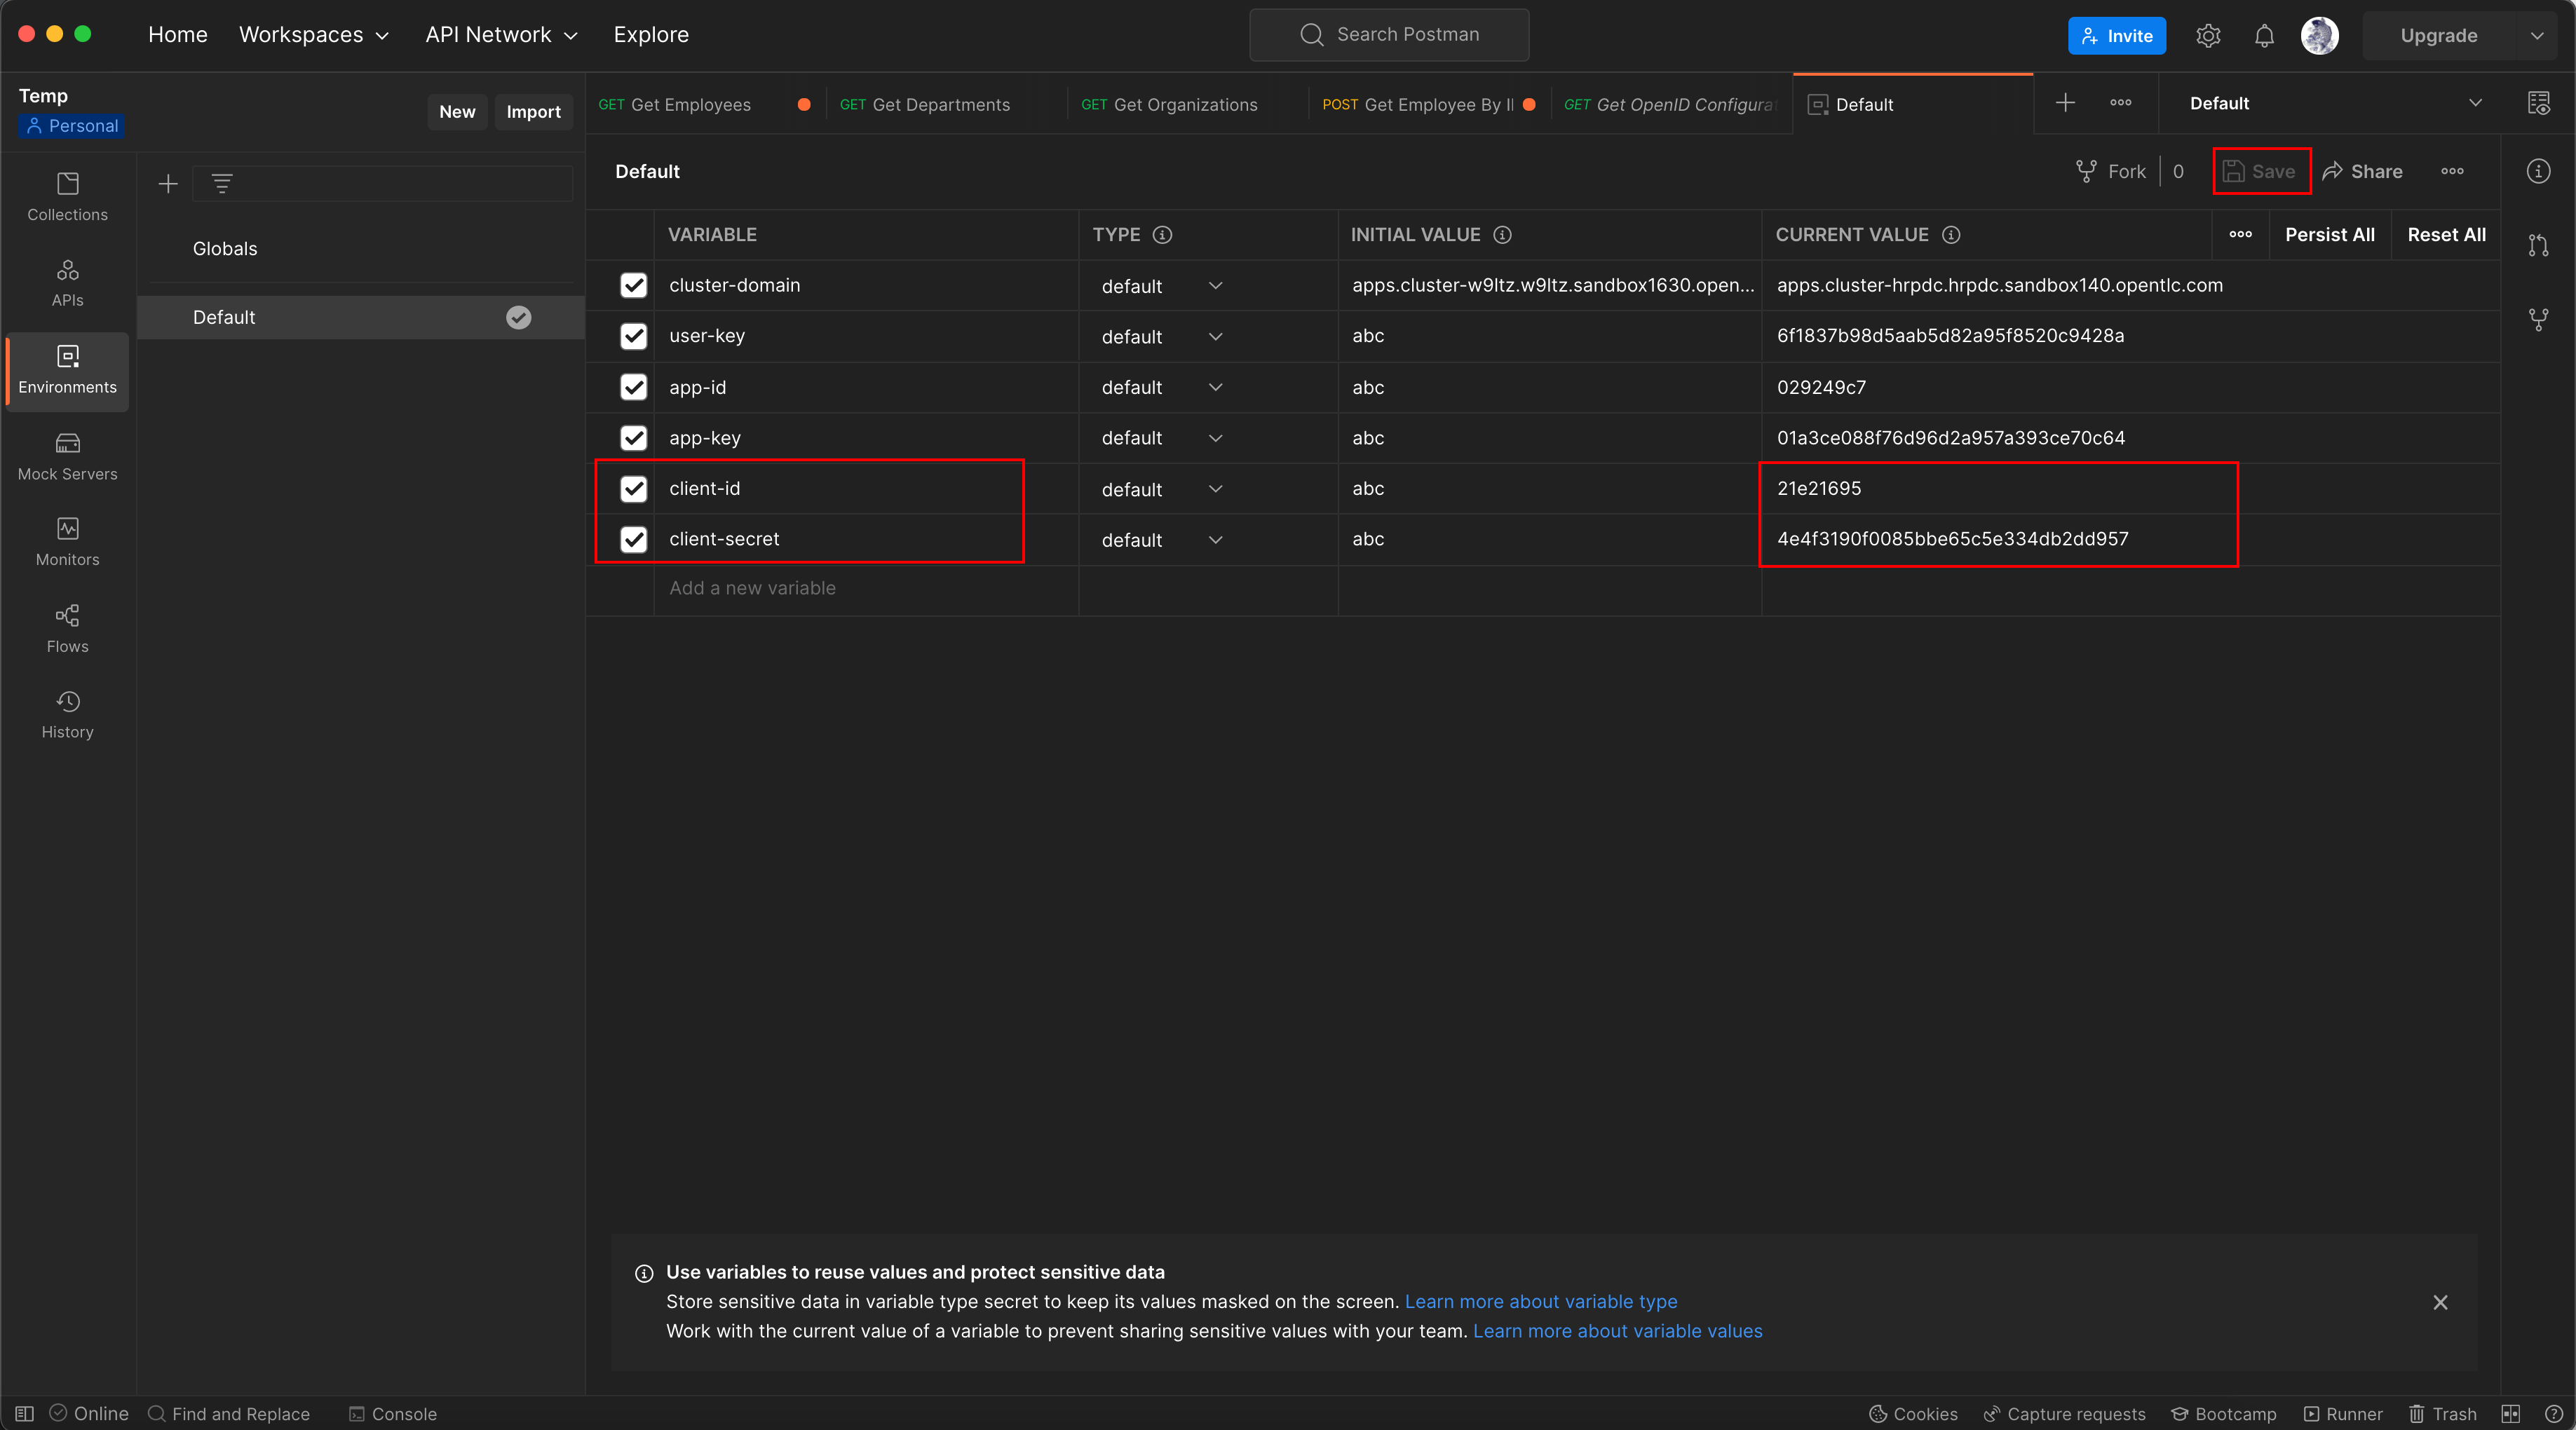 Home Workspaces API Network Explore Search Postman Invite Upgrade
Temp
Personal
New Import
GET Get Employees GET Get Departments GET Get Organizations POST Get Employee By I GET Get OpenID Configura Default Default
Default Fork 0 Save Share
Collections
APIs
Environments
Mock Servers
Monitors
Flows
History
Globals
Default
VARIABLE TYPE INITIAL VALUE CURRENT VALUE Persist All Reset All
cluster-domain default apps.cluster-w9ltz.w9ltz.sandbox1630.open... apps.cluster-hrpdc.hrpdc.sandbox140.opentlc.com
user-key default abc 6f1837b98d5aab5d82a95f8520c9428a
app-id default abc 029249c7
app-key default abc 01a3ce088f76d96d2a957a393ce70c64
client-id default abc 21e21695
client-secret default abc 4e4f3190f0085bbe65c5e334db2dd957
Add a new variable
Use variables to reuse values and protect sensitive data
Store sensitive data in variable type secret to keep its values masked on the screen. Learn more about variable type
Work with the current value of a variable to prevent sharing sensitive values with your team. Learn more about variable values
Online Find and Replace Console Cookies Capture requests Bootcamp Runner Trash